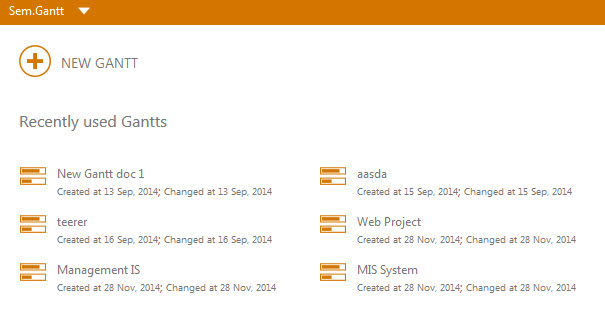 Sem.Gantt
NEW GANTT
Recently used Gantts
New Gantt doc 1
Created at 13 Sep, 2014; Changed at 13 Sep, 2014
aasda
Created at 15 Sep, 2014; Changed at 15 Sep, 2014
teerer
Created at 16 Sep, 2014; Changed at 16 Sep, 2014
Web Project
Created at 28 Nov, 2014; Changed at 28 Nov, 2014
Management IS
Created at 28 Nov, 2014; Changed at 28 Nov, 2014
MIS System
Created at 28 Nov, 2014; Changed at 28 Nov, 2014